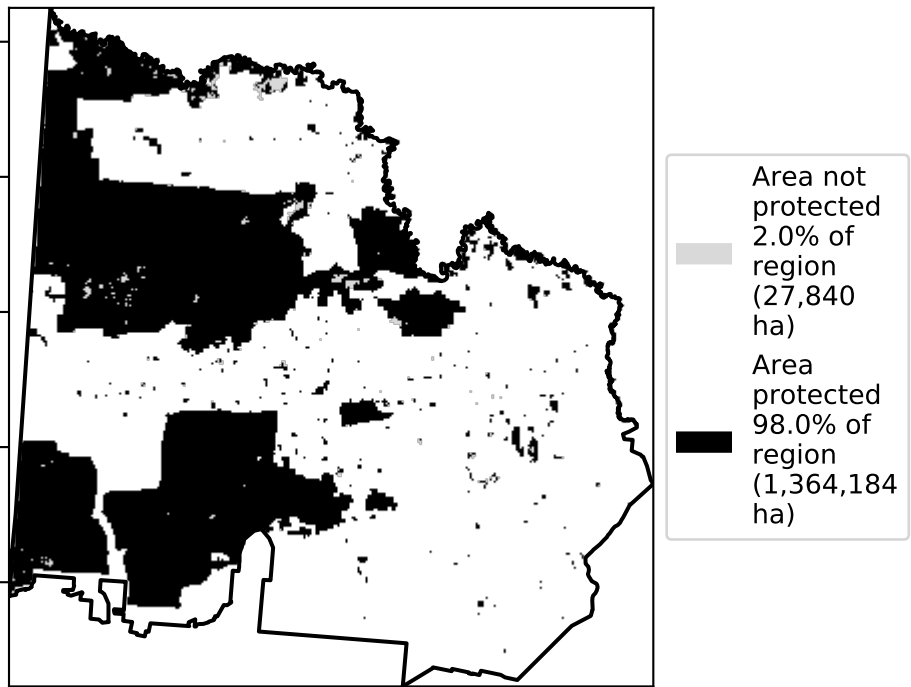 Area not
protected
2.0% of
region
(27,840
ha)
Area
protected
98.0% of
region
(1,364,184
ha)